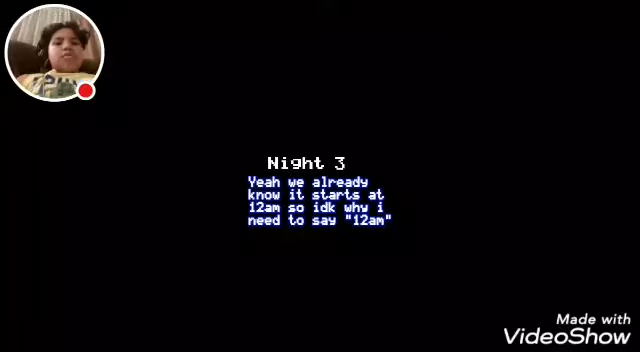 Night 3
Yeah we already
know it starts at
12am so idk why i
need to say "12am"
Made with
VideoShow